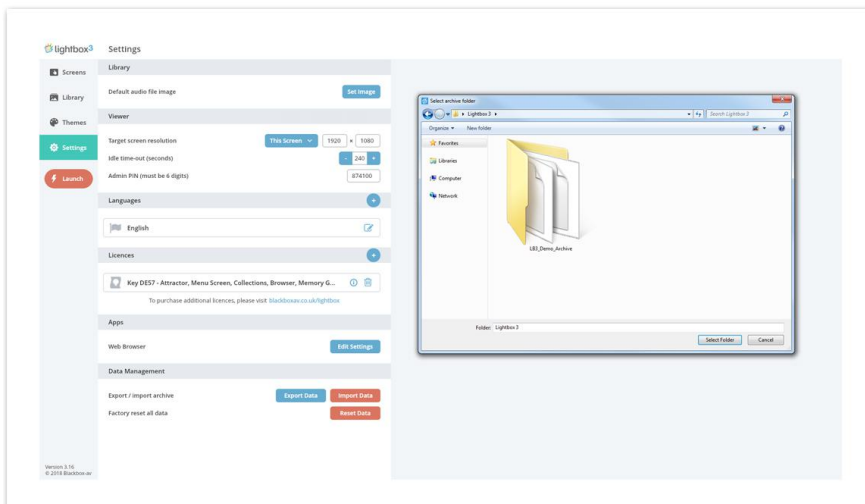 lightbox3
Settings
Screens
Library
Themes
Settings
Launch
Version 3.16
© 2018 Blackbox-av
Library
Default audio file image
Set Image
Viewer
Target screen resolution
This Screen
1920 × 1080
Idle time-out (seconds)
- 240 +
Admin PIN (must be 6 digits)
874100
Languages
+
English
Licences
+
Key DE57 - Attractor, Menu Screen, Collections, Browser, Memory G...
To purchase additional licences, please visit blackboxav.co.uk/lightbox
Apps
Web Browser
Edit Settings
Data Management
Export / import archive
Export Data
Import Data
Factory reset all data
Reset Data
Select archive folder
Lightbox 3
Search Lightbox 3
Organize
New folder
Favorites
Libraries
Computer
Network
LB3_Demo_Archive
Folder: Lightbox 3
Select Folder
Cancel